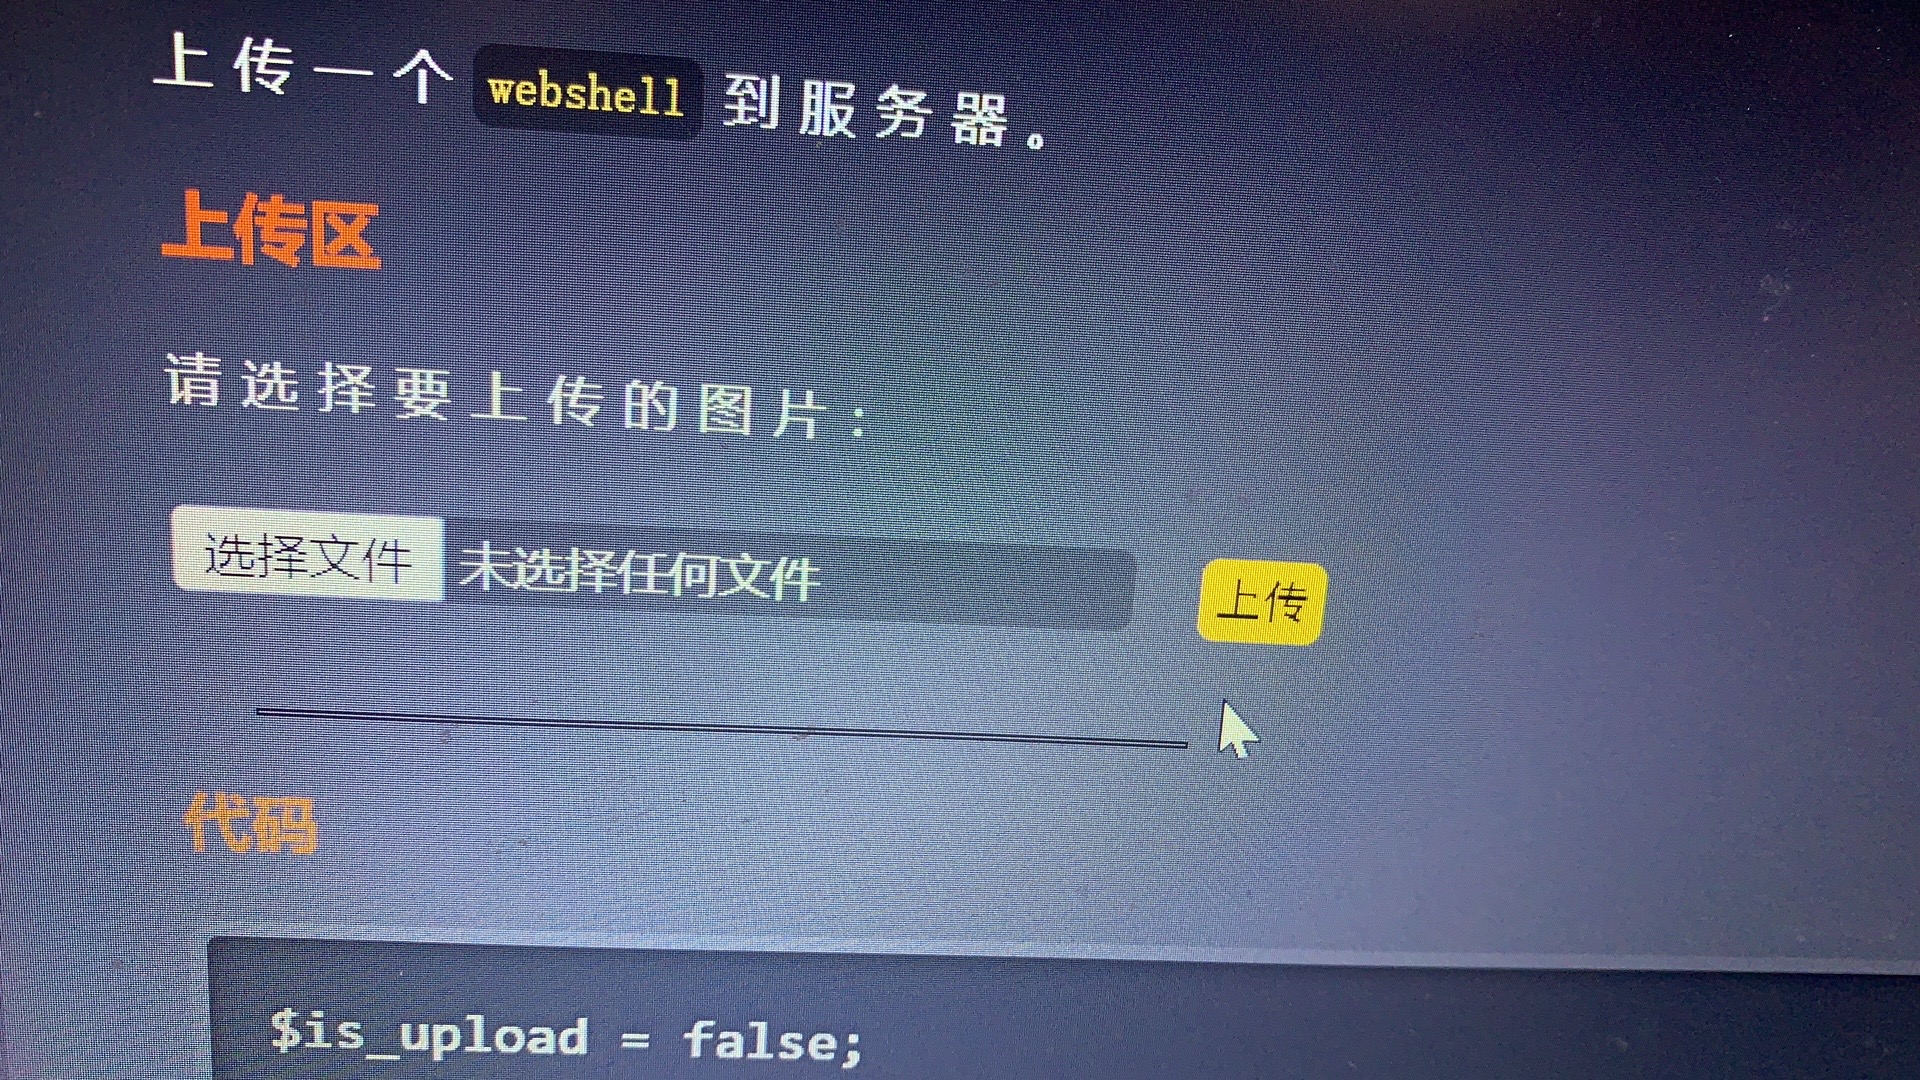 上传一个 webshell 到服务器。
上传区
请选择要上传的图片：
选择文件 未选择任何文件 上传
代码
$is_upload = false;